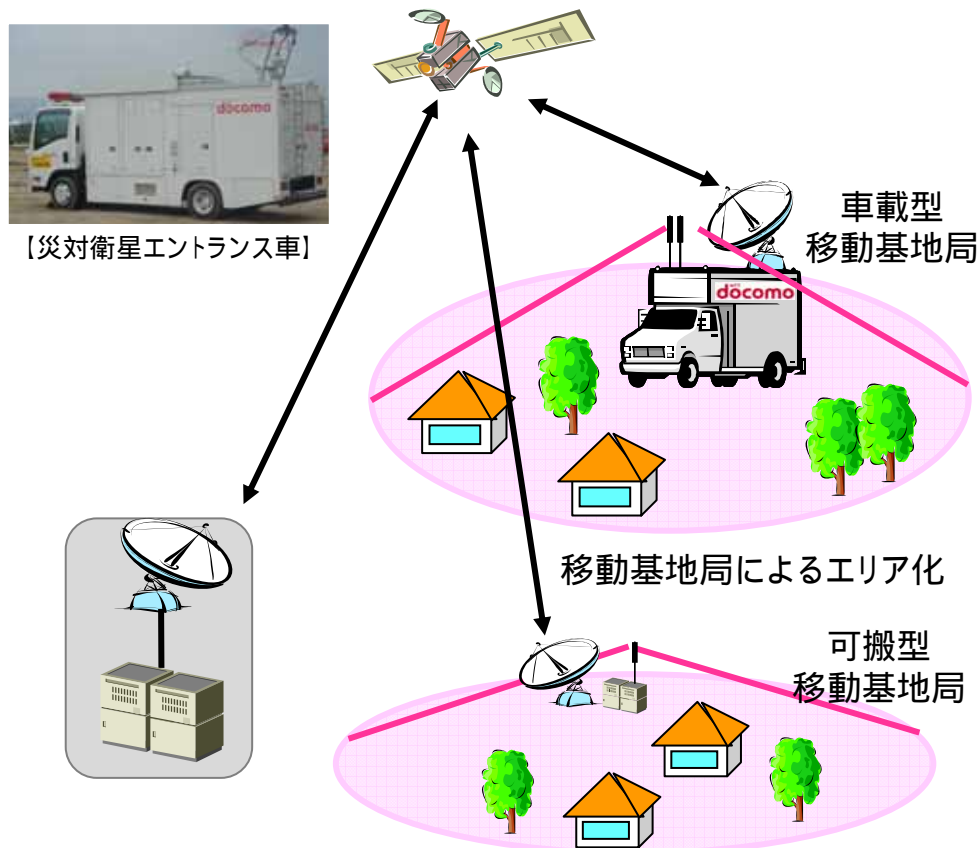 docomo
【災対衛星エントランス車】
車載型
移動基地局
docomo
移動基地局によるエリア化
可搬型
移動基地局